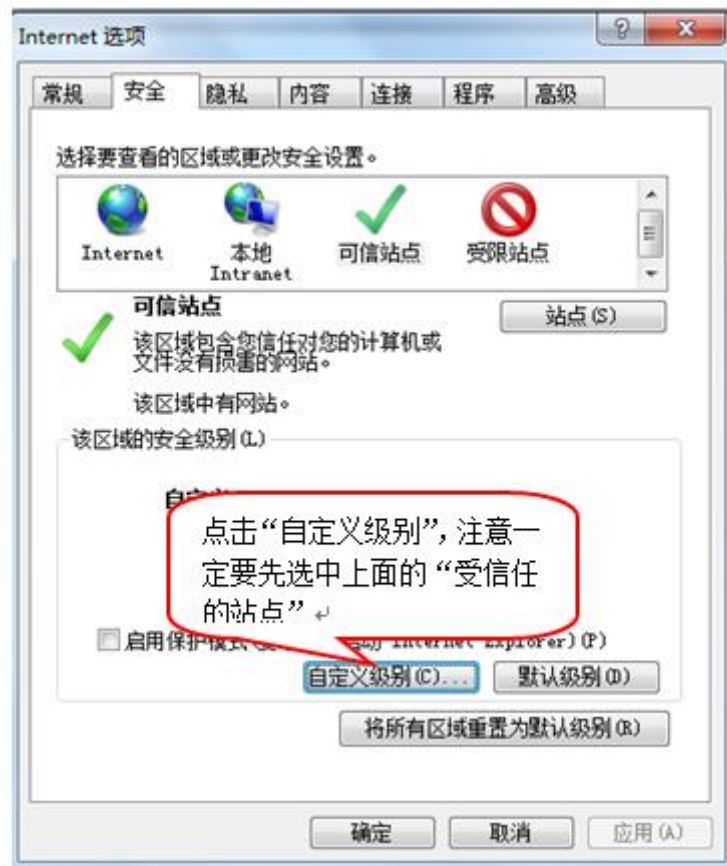 Internet 选项
常规 安全 隐私 内容 连接 程序 高级
选择要查看的区域或更改安全设置。
Internet
本地
Intranet
可信站点
受限站点
可信站点
站点(S)
该区域包含您信任对您的计算机或
文件没有损害的网站。
该区域中有网站。
该区域的安全级别(L)
点击“自定义级别”, 注意一
定要先选中上面的“受信任
的站点”
启用保护模式 Internet Explorer)(P)
自定义级别(C)... 默认级别(D)
将所有区域重置为默认级别(R)
确定 取消 应用(A)